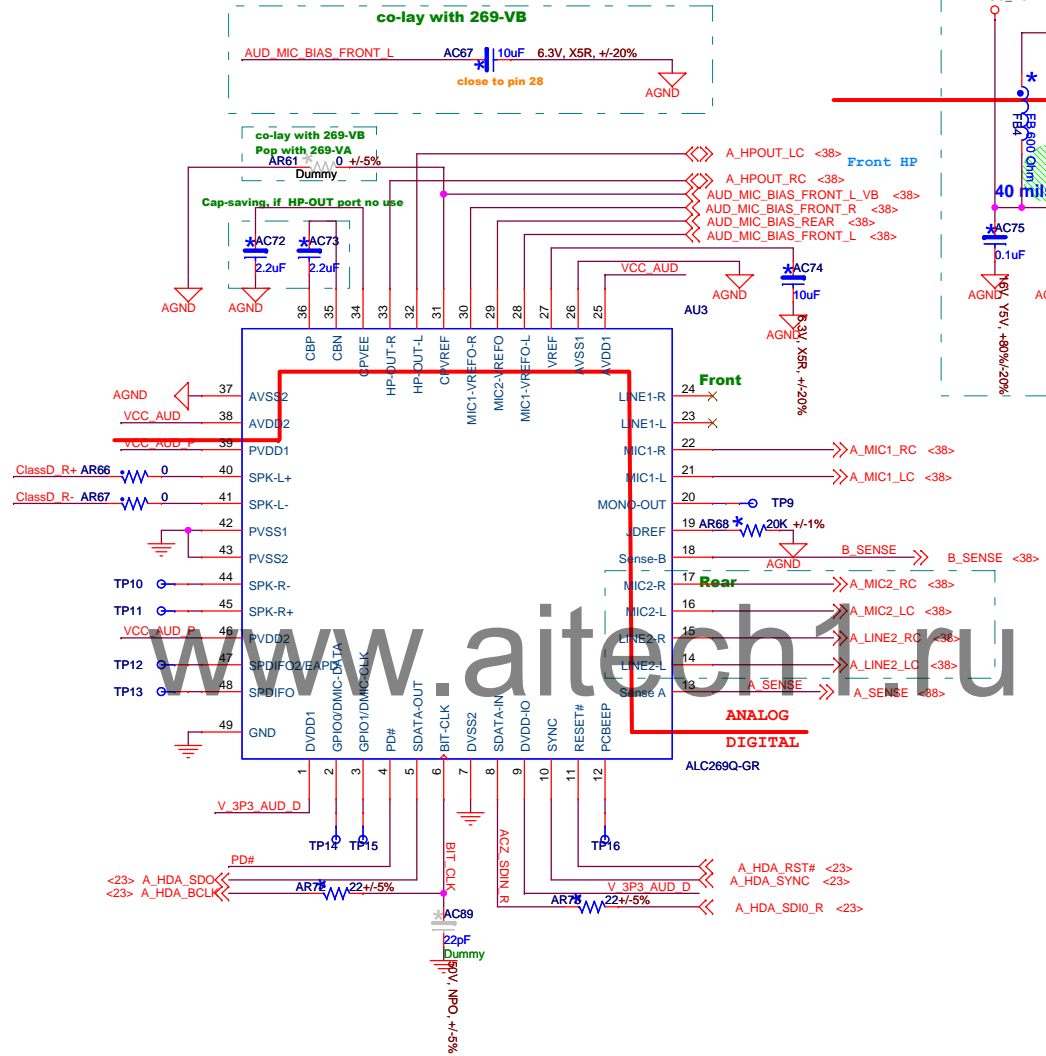 co-lay with 269-VB
AUD_MIC_BIAS_FRONT_L
AC67
10uF
6.3V, X5R, +/-20%
close to pin 28
AGND
co-lay with 269-VB
Pop with 269-VA
AR61
0
+/-5%
Dummy
Cap-saving, if HP-OUT port no use
AC72
2.2uF
AC73
2.2uF
AGND
AGND
A_HPOUT_LC <38>
Front HP
A_HPOUT_RC <38>
AUD_MIC_BIAS_FRONT_L_VB <38>
AUD_MIC_BIAS_FRONT_R <38>
AUD_MIC_BIAS_REAR <38>
AUD_MIC_BIAS_FRONT_L <38>
VCC_AUD
AGND
AC74
10uF
AGND
6.3V, X5R, +/-20%
FB4
FB 600 Ohm
40 mils
AC75
0.1uF
AGND
16V, Y5V, +80%/-20%
AU3
36 CBP
35 CBN
34 CPVEE
33 HP-OUT-R
32 HP-OUT-L
31 CPVREF
30 MIC1-VREFO-R
29 MIC2-VREFO
28 MIC1-VREFO-L
27 VREF
26 AVSS1
25 AVDD1
AGND 37 AVSS2
VCC_AUD 38 AVDD2
VCC_AUD_P 39 PVDD1
ClassD_R+ AR66 0 40 SPK-L+
ClassD_R- AR67 0 41 SPK-L-
42 PVSS1
43 PVSS2
TP10 44 SPK-R-
TP11 45 SPK-R+
VCC_AUD_P 46 PVDD2
TP12 47 SPDIFO2/EAPD
TP13 48 SPDIFO
49 GND
Front
LINE1-R 24
LINE1-L 23
MIC1-R 22 A_MIC1_RC <38>
MIC1-L 21 A_MIC1_LC <38>
MONO-OUT 20 TP9
JDREF 19 AR68 20K +/-1%
AGND
Sense-B 18 B_SENSE B_SENSE <38>
Rear
MIC2-R 17 A_MIC2_RC <38>
MIC2-L 16 A_MIC2_LC <38>
LINE2-R 15 A_LINE2_RC <38>
LINE2-L 14 A_LINE2_LC <38>
Sense A 13 A_SENSE A_SENSE <38>
www.aitech1.ru
ANALOG
DIGITAL
ALC269Q-GR
DVDD1 1
GPIO0/DMIC-DATA 2
GPIO1/DMIC-CLK 3
PD# 4
SDATA-OUT 5
BIT-CLK 6
DVSS2 7
SDATA-IN 8
DVDD-IO 9
SYNC 10
RESET# 11
PCBEEP 12
V_3P3_AUD_D
TP14
TP15
TP16
PD#
BIT_CLK
ACZ_SDIN_R
<23> A_HDA_SDO
<23> A_HDA_BCLK
22+/-5%
A_HDA_RST# <23>
A_HDA_SYNC <23>
V_3P3_AUD_D
22+/-5%
A_HDA_SDI0_R <23>
AC89
22pF
Dummy
50V, NPO, +/-5%